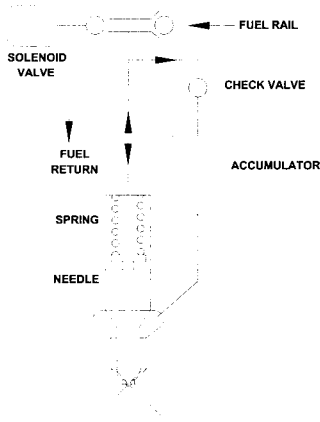 FUEL RAIL
SOLENOID
VALVE
CHECK VALVE
FUEL
RETURN
ACCUMULATOR
SPRING
NEEDLE